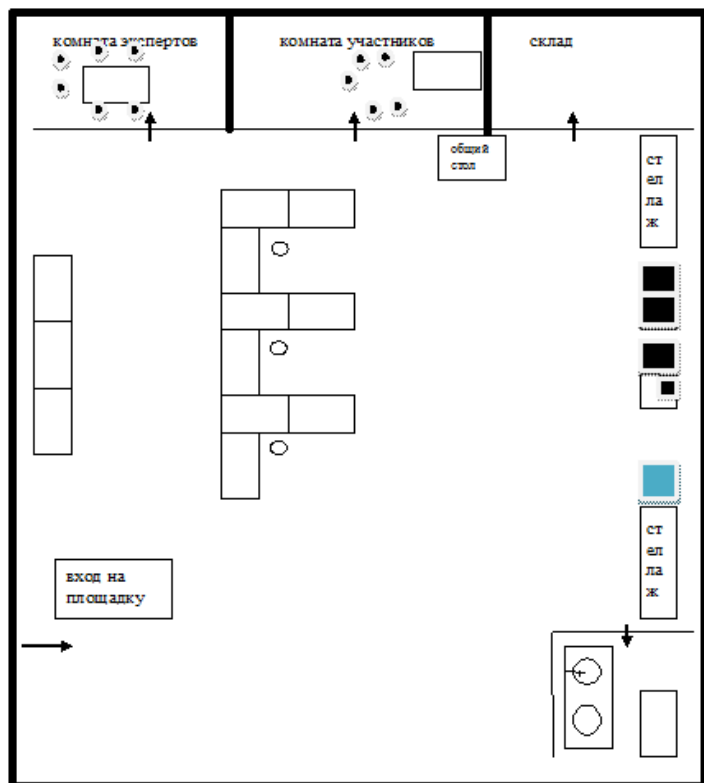 комната экспертов
комната участников
склад
общий
стол
ст
ел
ла
ж
ст
ел
ла
ж
вход на
площадку